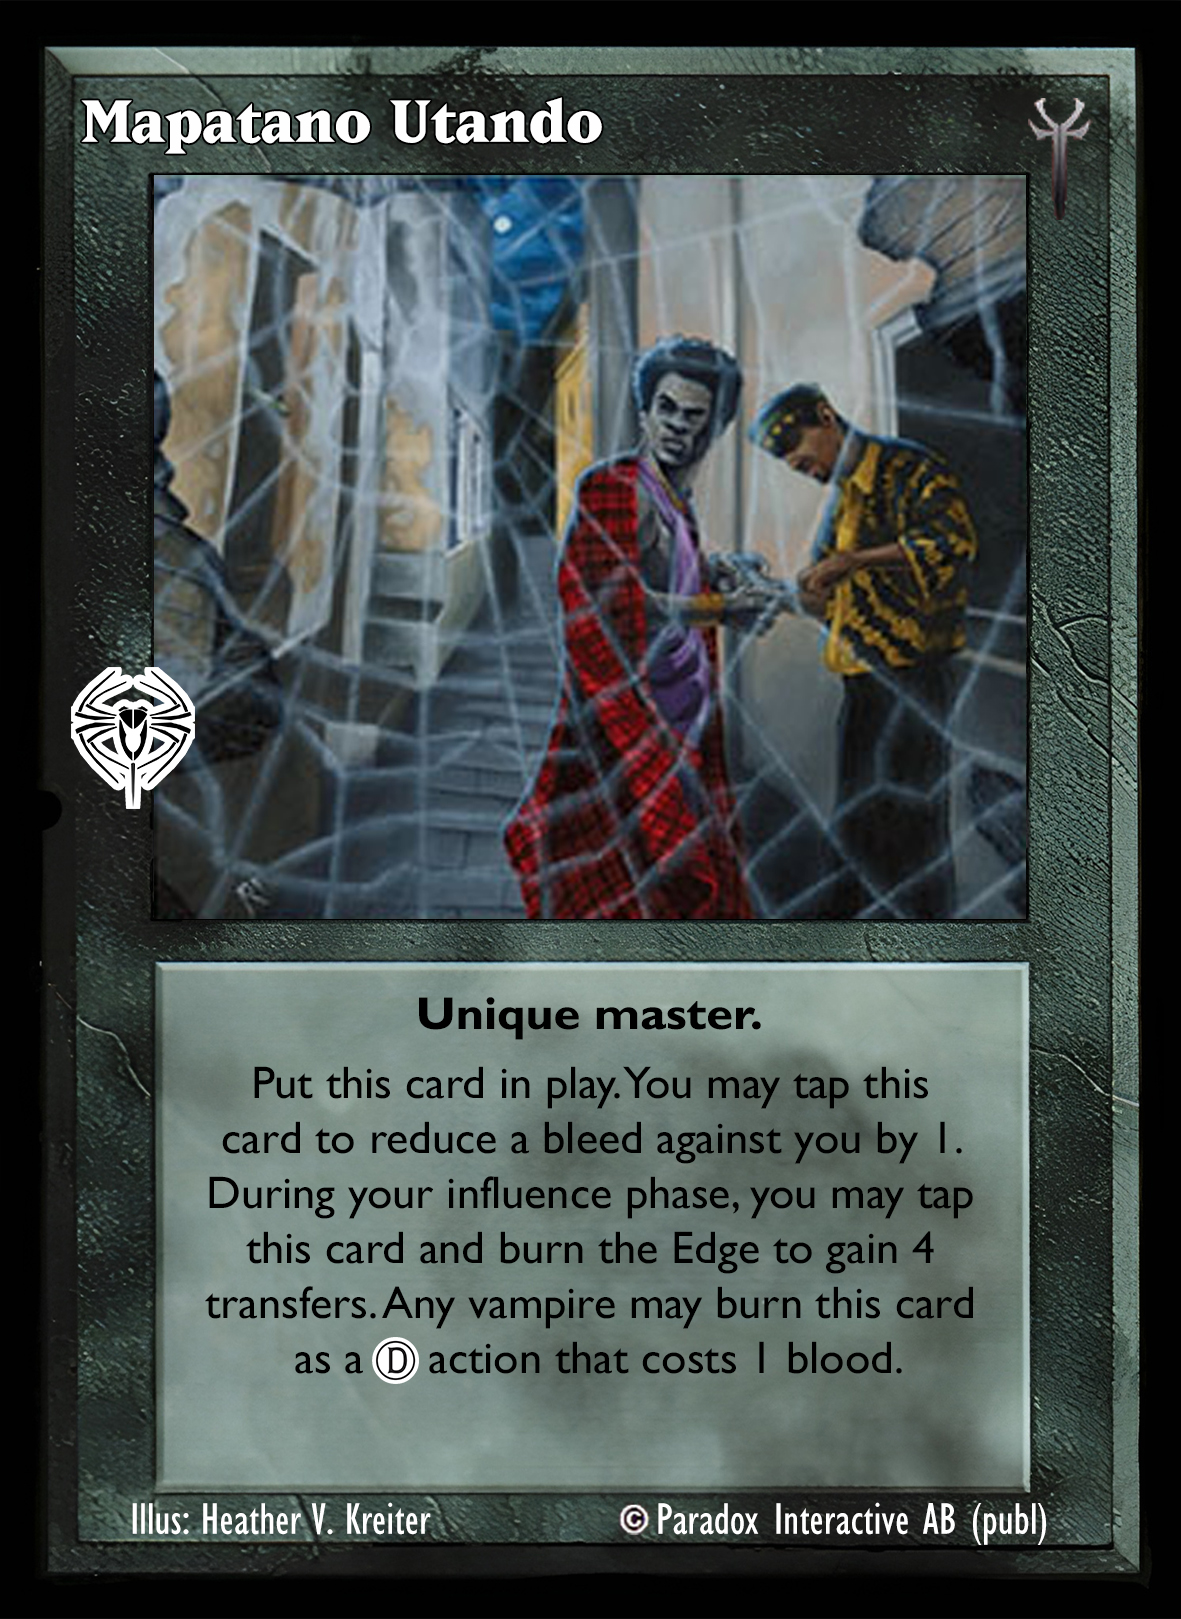 Mapatano Utando
Unique master.
Put this card in play. You may tap this
card to reduce a bleed against you by 1.
During your influence phase, you may tap
this card and burn the Edge to gain 4
transfers. Any vampire may burn this card
as a Ⓓ action that costs 1 blood.
Illus: Heather V. Kreiter © Paradox Interactive AB (publ)